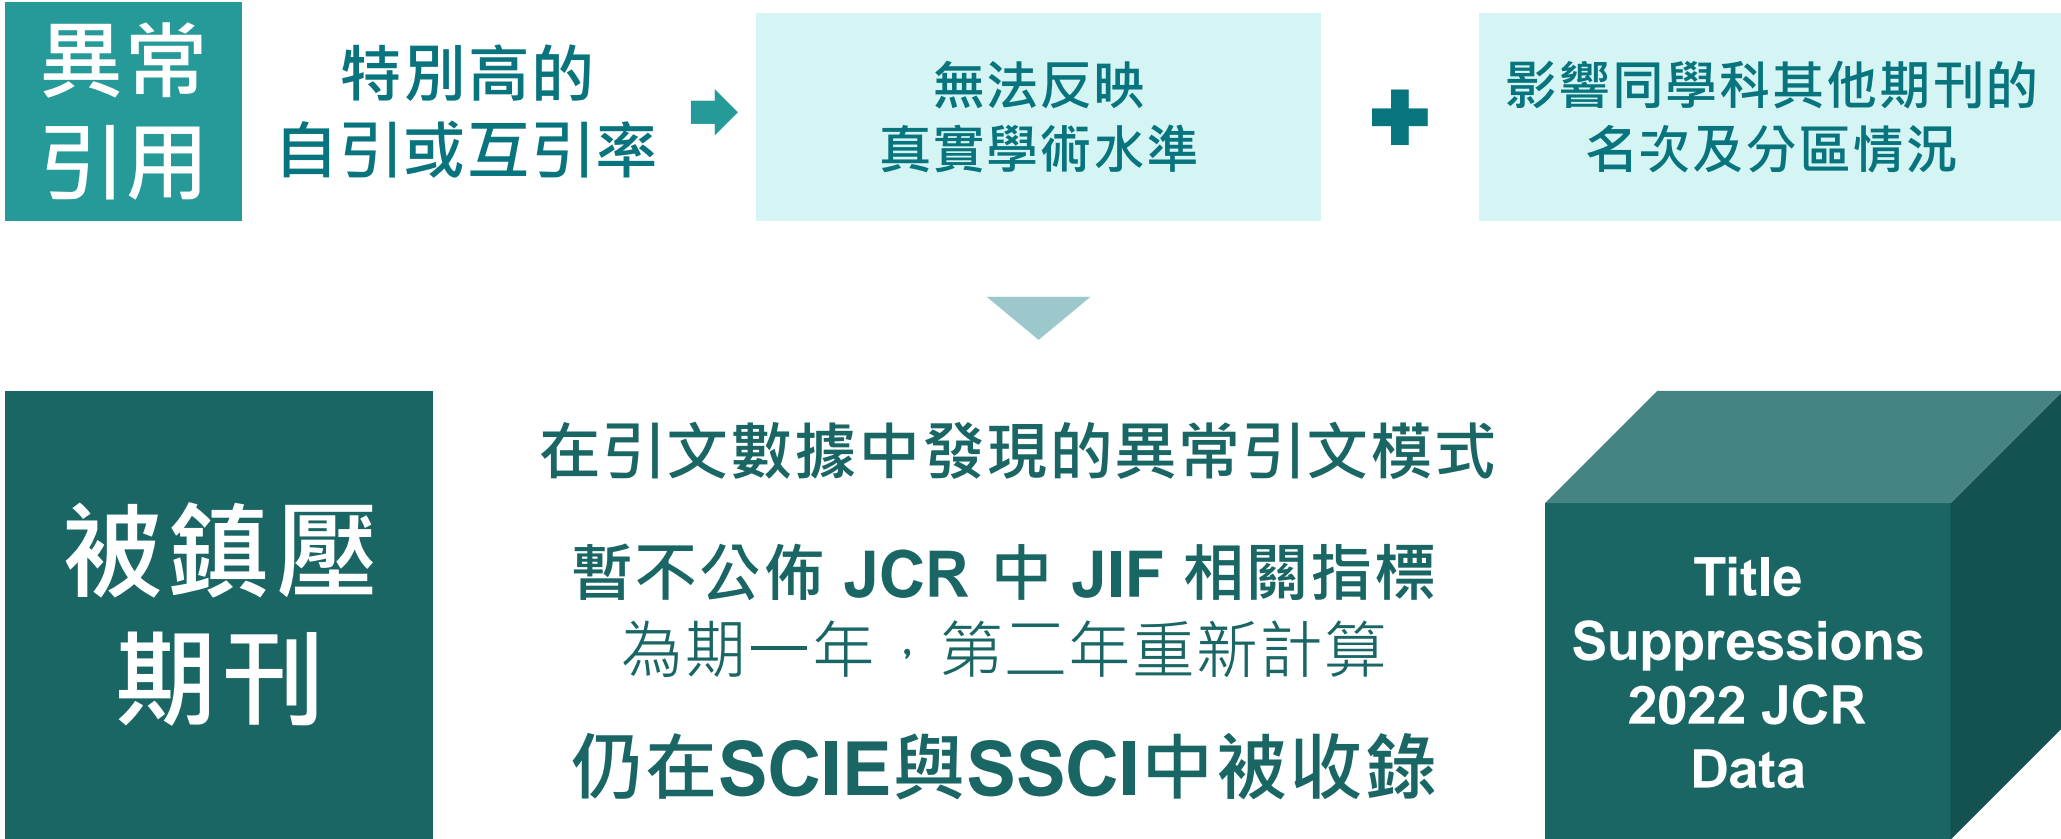 異常
引用
特別高的
自引或互引率
無法反映
真實學術水準
影響同學科其他期刊的
名次及分區情況
被鎮壓
期刊
在引文數據中發現的異常引文模式
暫不公佈 JCR 中 JIF 相關指標
為期一年，第二年重新計算
仍在SCIE與SSCI中被收錄
Title
Suppressions
2022 JCR
Data